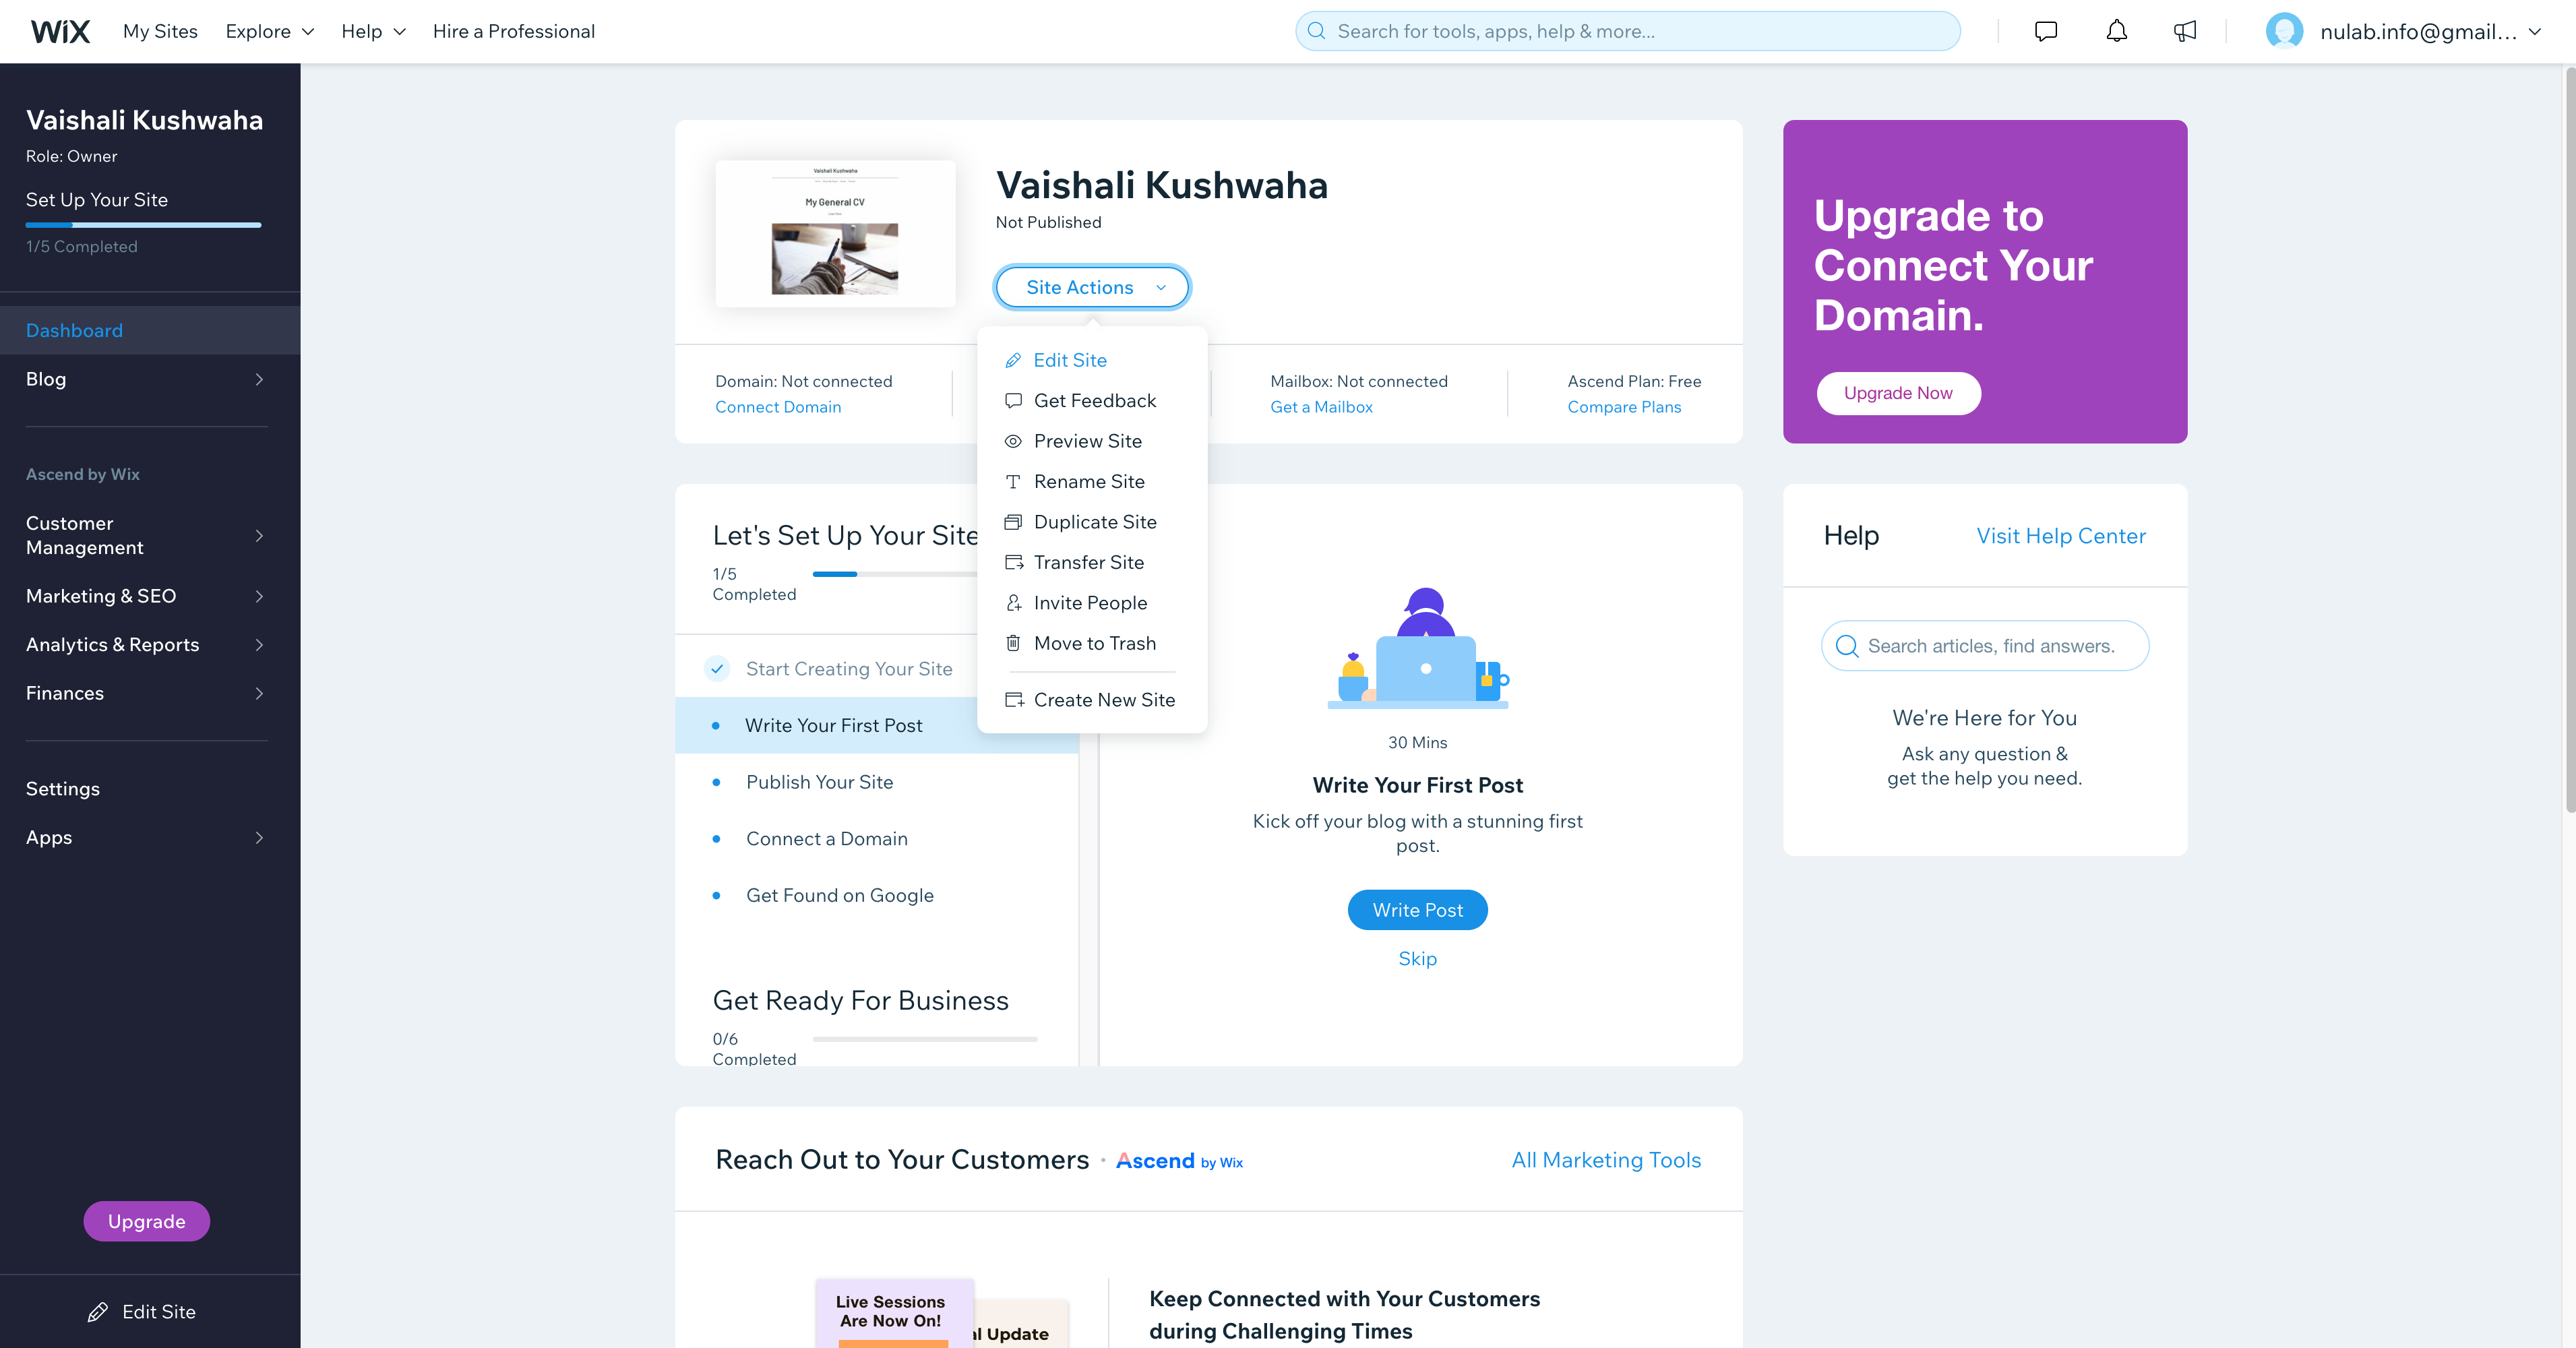 WiX My Sites Explore Help Hire a Professional Search for tools, apps, help & more... nulab.info@gmail...
Vaishali Kushwaha
Role: Owner
Set Up Your Site
1/5 Completed
Dashboard
Blog
Ascend by Wix
Customer
Management
Marketing & SEO
Analytics & Reports
Finances
Settings
Apps
Upgrade
Edit Site
Vaishali Kushwaha
My General CV
Vaishali Kushwaha
Not Published
Site Actions
Edit Site
Get Feedback
Preview Site
Rename Site
Duplicate Site
Transfer Site
Invite People
Move to Trash
Create New Site
Domain: Not connected
Connect Domain
Mailbox: Not connected
Get a Mailbox
Ascend Plan: Free
Compare Plans
Upgrade to
Connect Your
Domain.
Upgrade Now
Let's Set Up Your Site
1/5
Completed
Start Creating Your Site
Write Your First Post
Publish Your Site
Connect a Domain
Get Found on Google
Get Ready For Business
0/6
Completed
30 Mins
Write Your First Post
Kick off your blog with a stunning first
post.
Write Post
Skip
Help Visit Help Center
Search articles, find answers.
We're Here for You
Ask any question &
get the help you need.
Reach Out to Your Customers • Ascend by Wix All Marketing Tools
Live Sessions
Are Now On!
al Update
Keep Connected with Your Customers
during Challenging Times